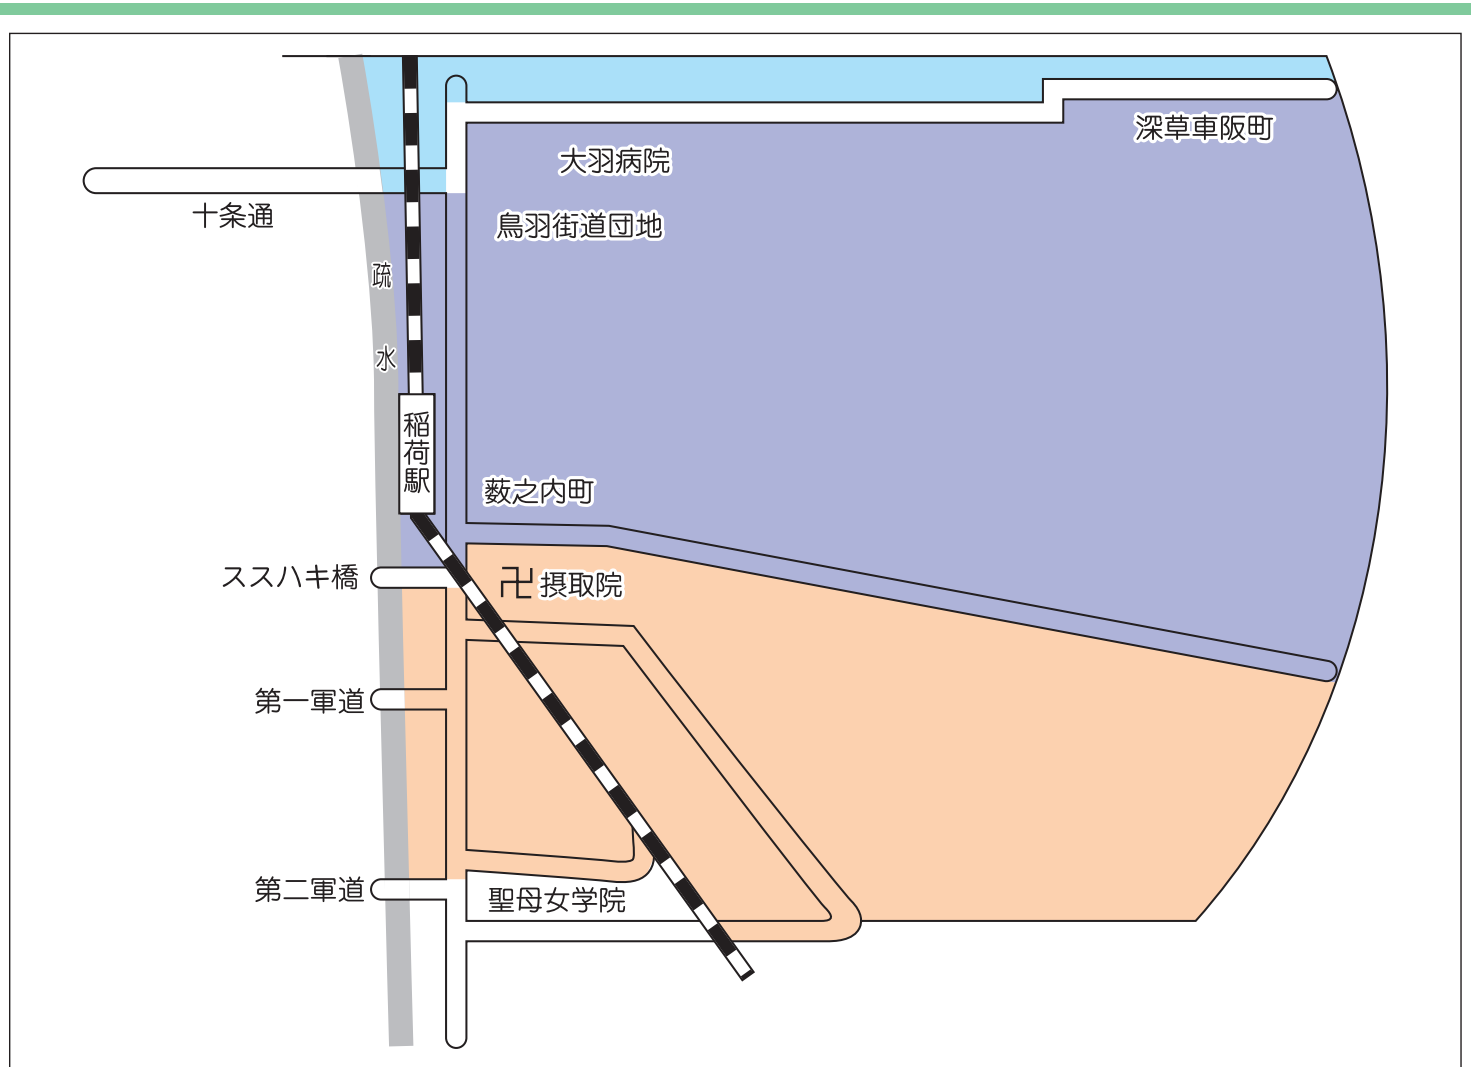 深草車阪町
大羽病院
十条通
鳥羽街道団地
疏水
稲荷駅
薮之内町
ススハキ橋
卍摂取院
第一軍道
第二軍道
聖母女学院